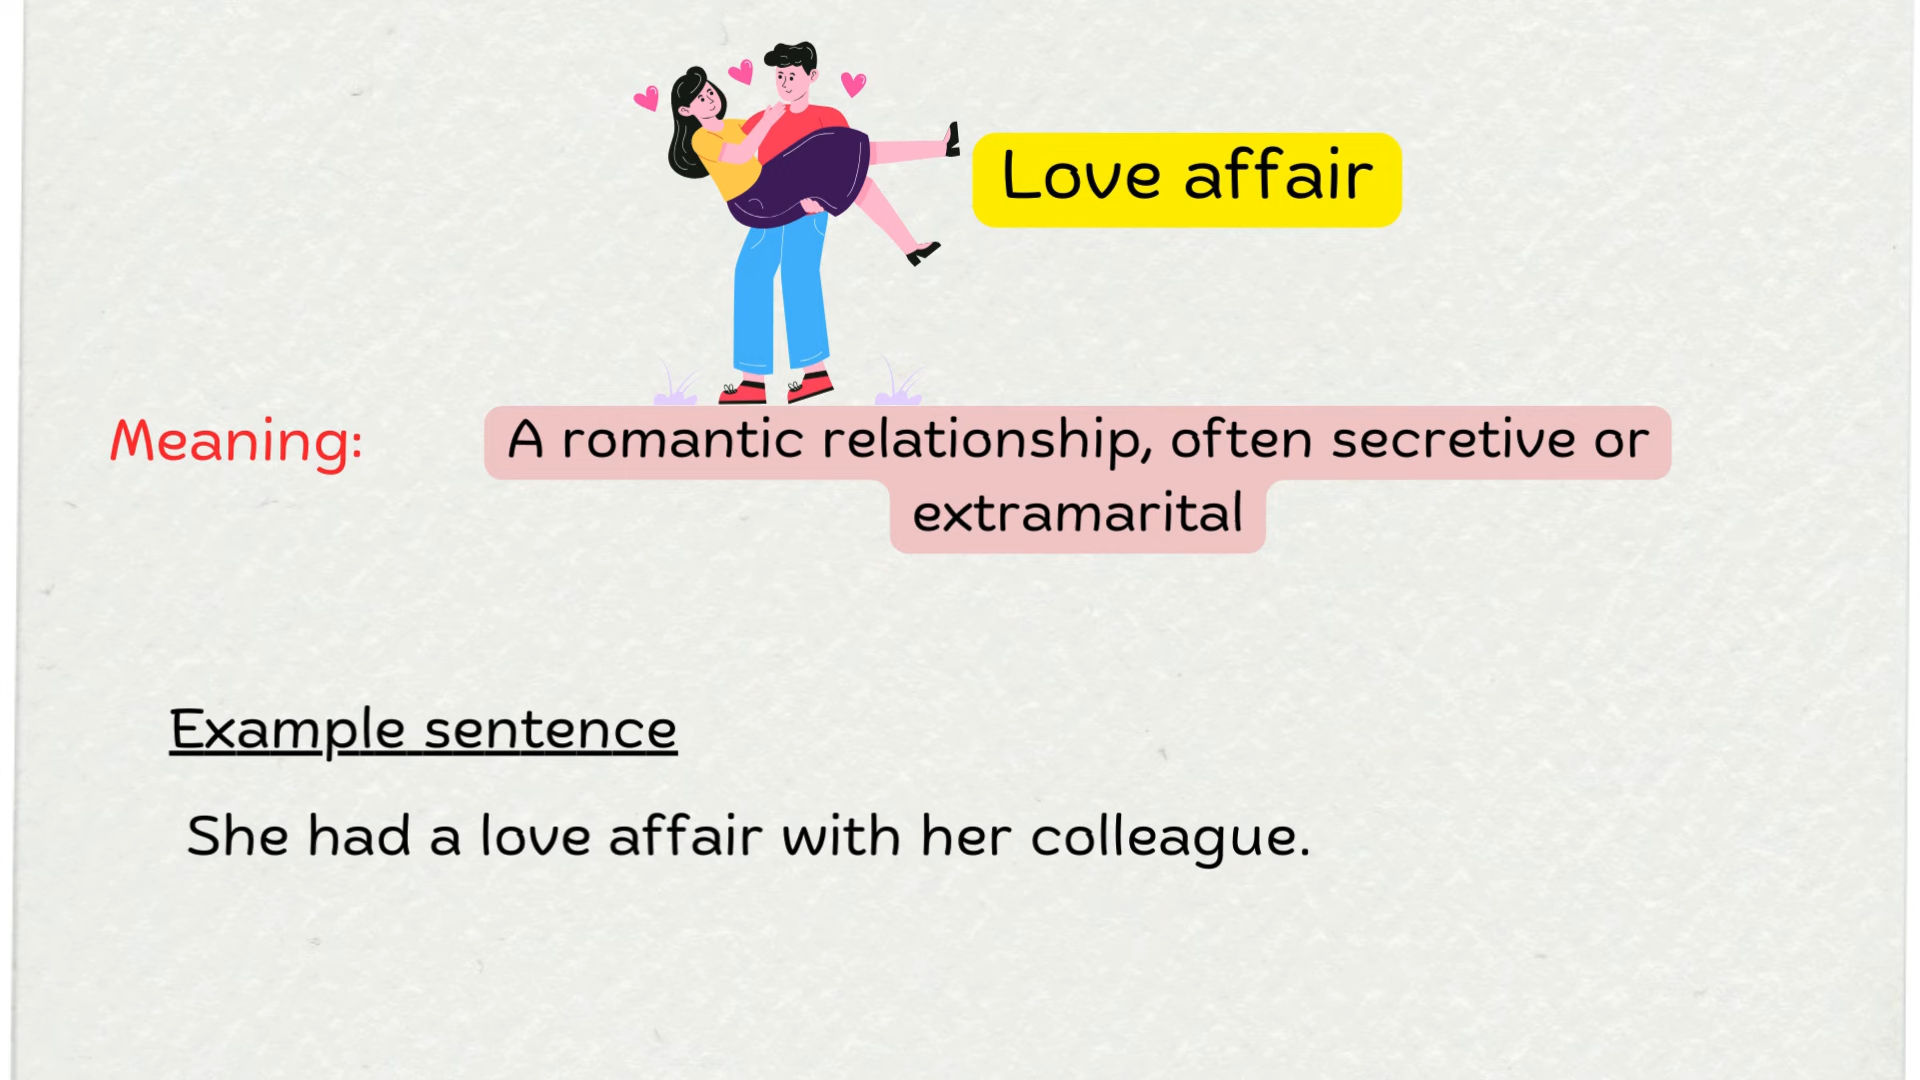 Love affair
Meaning:
A romantic relationship, often secretive or
extramarital
Example sentence
She had a love affair with her colleague.